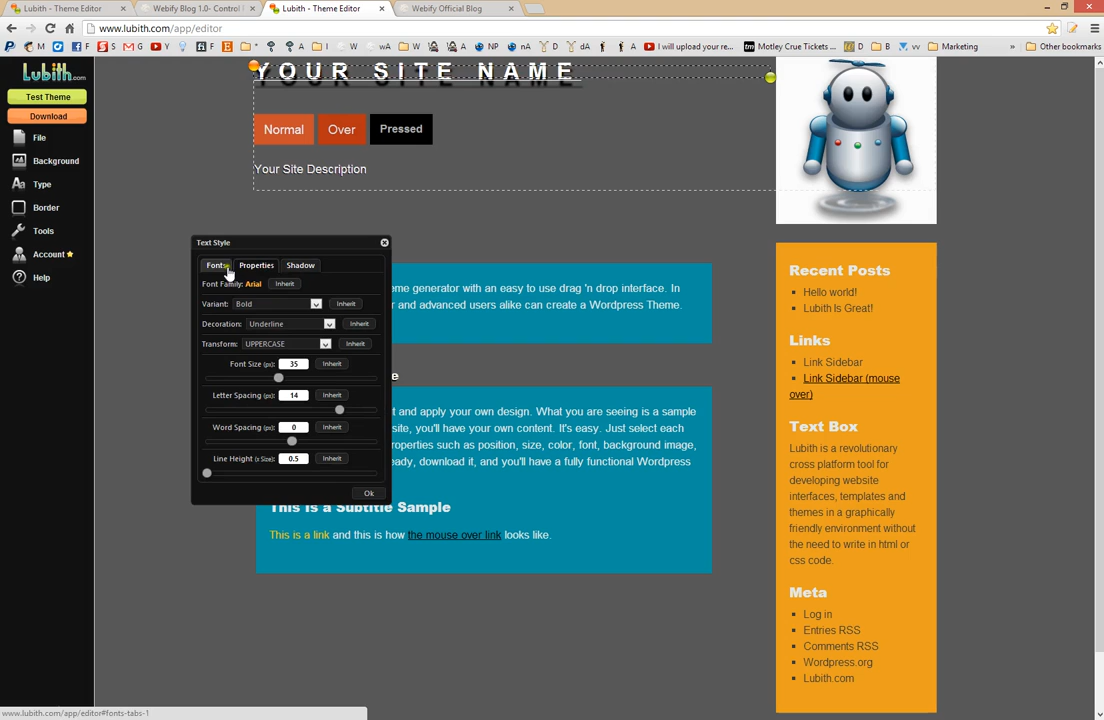 Lubith - Theme Editor
Webify Blog 1.0- Control P
Lubith - Theme Editor
Webify Official Blog
www.lubith.com/app/editor
M
F
S
M G
Y
F
E
*
A
I
W
wA
W
A
A
NP
nA
D
dA
A
I will upload your re...
Motley Crue Tickets ...
D
B
vv
Marketing
»
Other bookmarks
Lubith.com
Test Theme
Download
File
Background
Type
Border
Tools
Account
Help
YOUR SITE NAME
Normal
Over
Pressed
Your Site Description
Text Style
Fonts
Properties
Shadow
Font Family: Arial
Inherit
Variant: Bold
Inherit
Decoration: Underline
Inherit
Transform: UPPERCASE
Inherit
Font Size (px): 35
Inherit
Letter Spacing (px): 14
Inherit
Word Spacing (px): 0
Inherit
Line Height (x Size): 0.5
Inherit
Ok
eme generator with an easy to use drag 'n drop interface. In
r and advanced users alike can create a Wordpress Theme.
e
t and apply your own design. What you are seeing is a sample
site, you'll have your own content. It's easy. Just select each
roperties such as position, size, color, font, background image,
eady, download it, and you'll have a fully functional Wordpress
This is a Subtitle Sample
This is a link and this is how the mouse over link looks like.
Recent Posts
Hello world!
Lubith Is Great!
Links
Link Sidebar
Link Sidebar (mouse
over)
Text Box
Lubith is a revolutionary
cross platform tool for
developing website
interfaces, templates and
themes in a graphically
friendly environment without
the need to write in html or
css code.
Meta
Log in
Entries RSS
Comments RSS
Wordpress.org
Lubith.com
www.lubith.com/app/editor#fonts-tabs-1